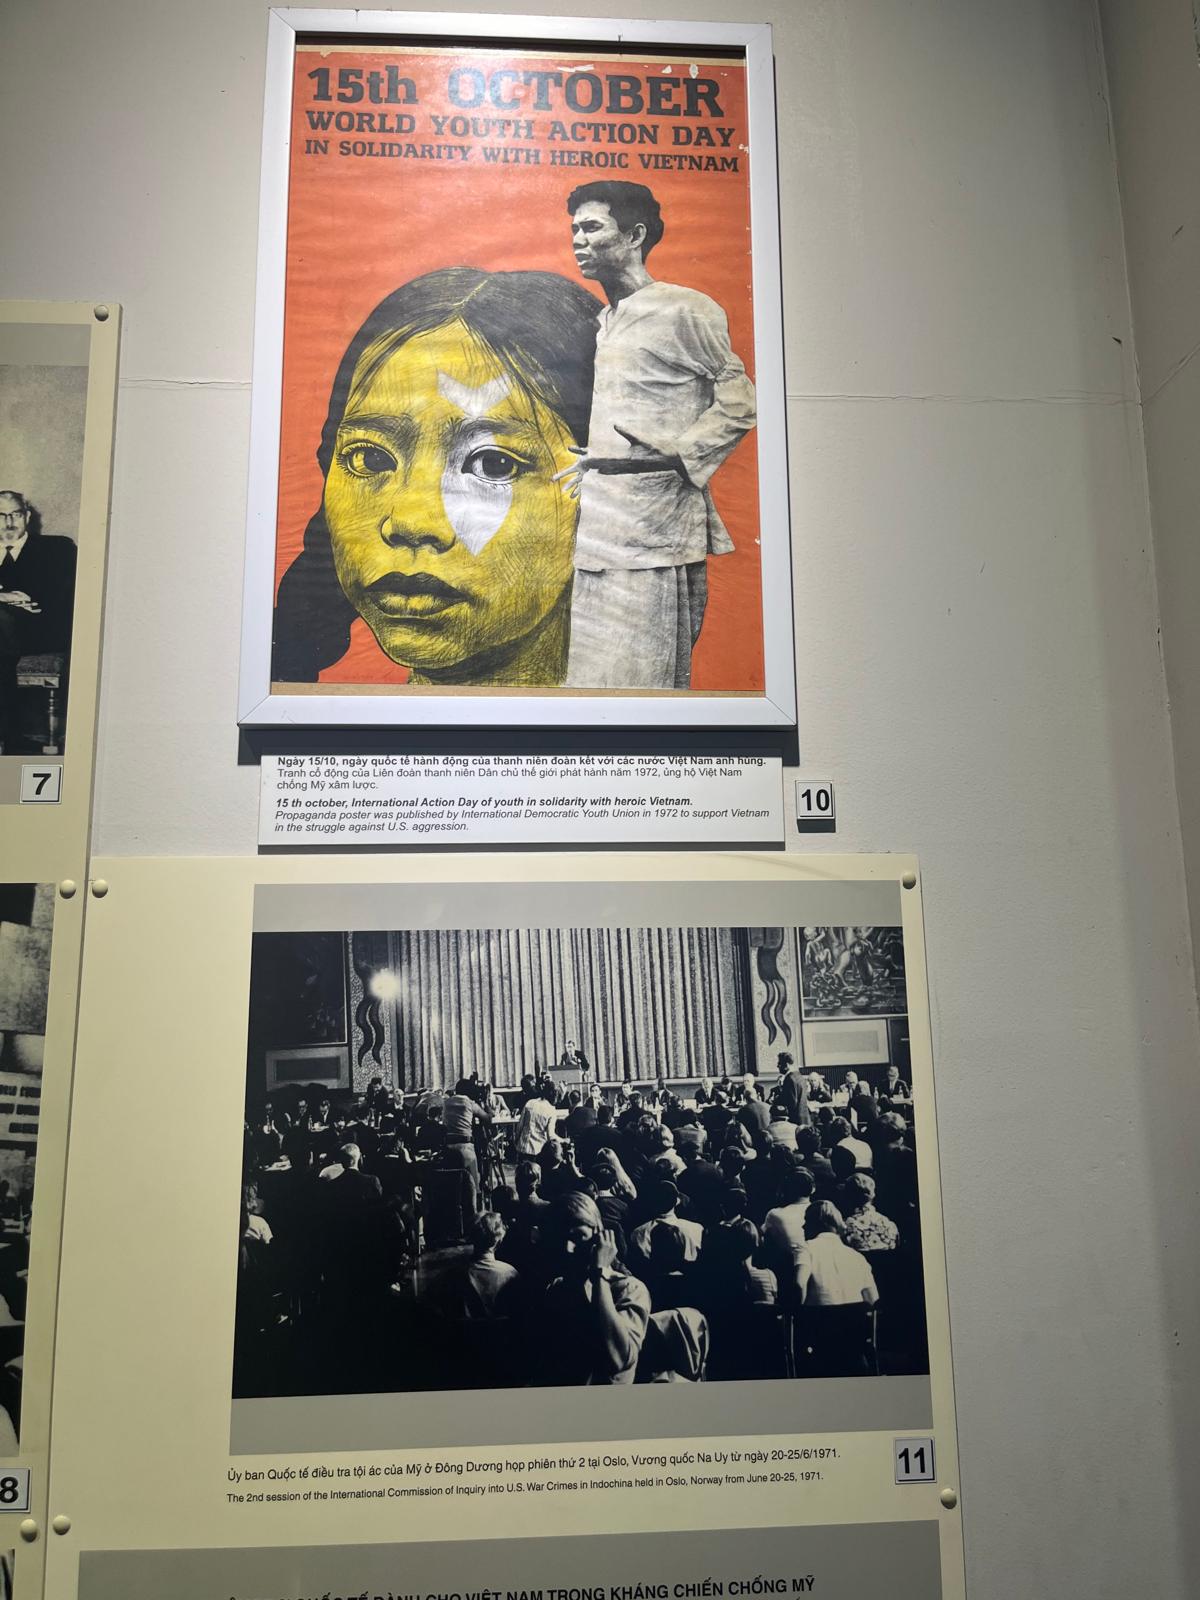 15th OCTOBER
WORLD YOUTH ACTION DAY
IN SOLIDARITY WITH HEROIC VIETNAM
7
Ngày 15/10, ngày quốc tế hành động của thanh niên đoàn kết với các nước Việt Nam anh hùng.
Tranh cổ động của Liên đoàn thanh niên Dân chủ thế giới phát hành năm 1972, ủng hộ Việt Nam
chống Mỹ xâm lược.
15 th october, International Action Day of youth in solidarity with heroic Vietnam.
Propaganda poster was published by International Democratic Youth Union in 1972 to support Vietnam
in the struggle against U.S. aggression.
10
8
Ủy ban Quốc tế điều tra tội ác của Mỹ ở Đông Dương họp phiên thứ 2 tại Oslo, Vương quốc Na Uy từ ngày 20-25/6/1971.
The 2nd session of the International Commission of Inquiry into U.S. War Crimes in Indochina held in Oslo, Norway from June 20-25, 1971.
11
QUỐC TẾ DÀNH CHO VIỆT NAM TRONG KHÁNG CHIẾN CHỐNG MỸ